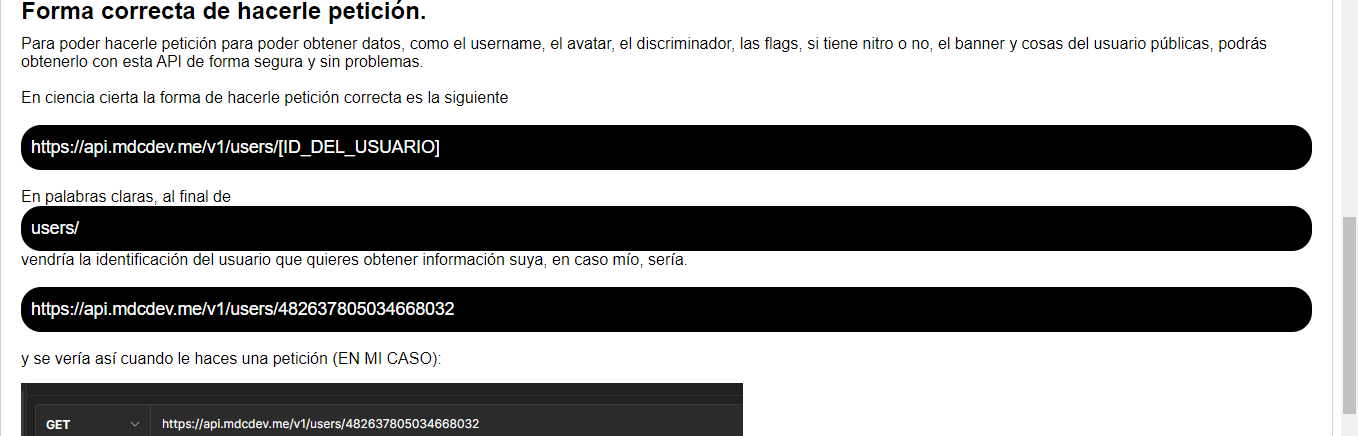 Forma correcta de hacerle petición.
Para poder hacerle petición para poder obtener datos, como el username, el avatar, el discriminador, las flags, si tiene nitro o no, el banner y cosas del usuario públicas, podrás
obtenerlo con esta API de forma segura y sin problemas.
En ciencia cierta la forma de hacerle petición correcta es la siguiente
https://api.mdcdev.me/v1/users/[ID_DEL_USUARIO]
En palabras claras, al final de
users/
vendría la identificación del usuario que quieres obtener información suya, en caso mío, sería.
https://api.mdcdev.me/v1/users/482637805034668032
y se vería así cuando le haces una petición (EN MI CASO):
GET https://api.mdcdev.me/v1/users/482637805034668032